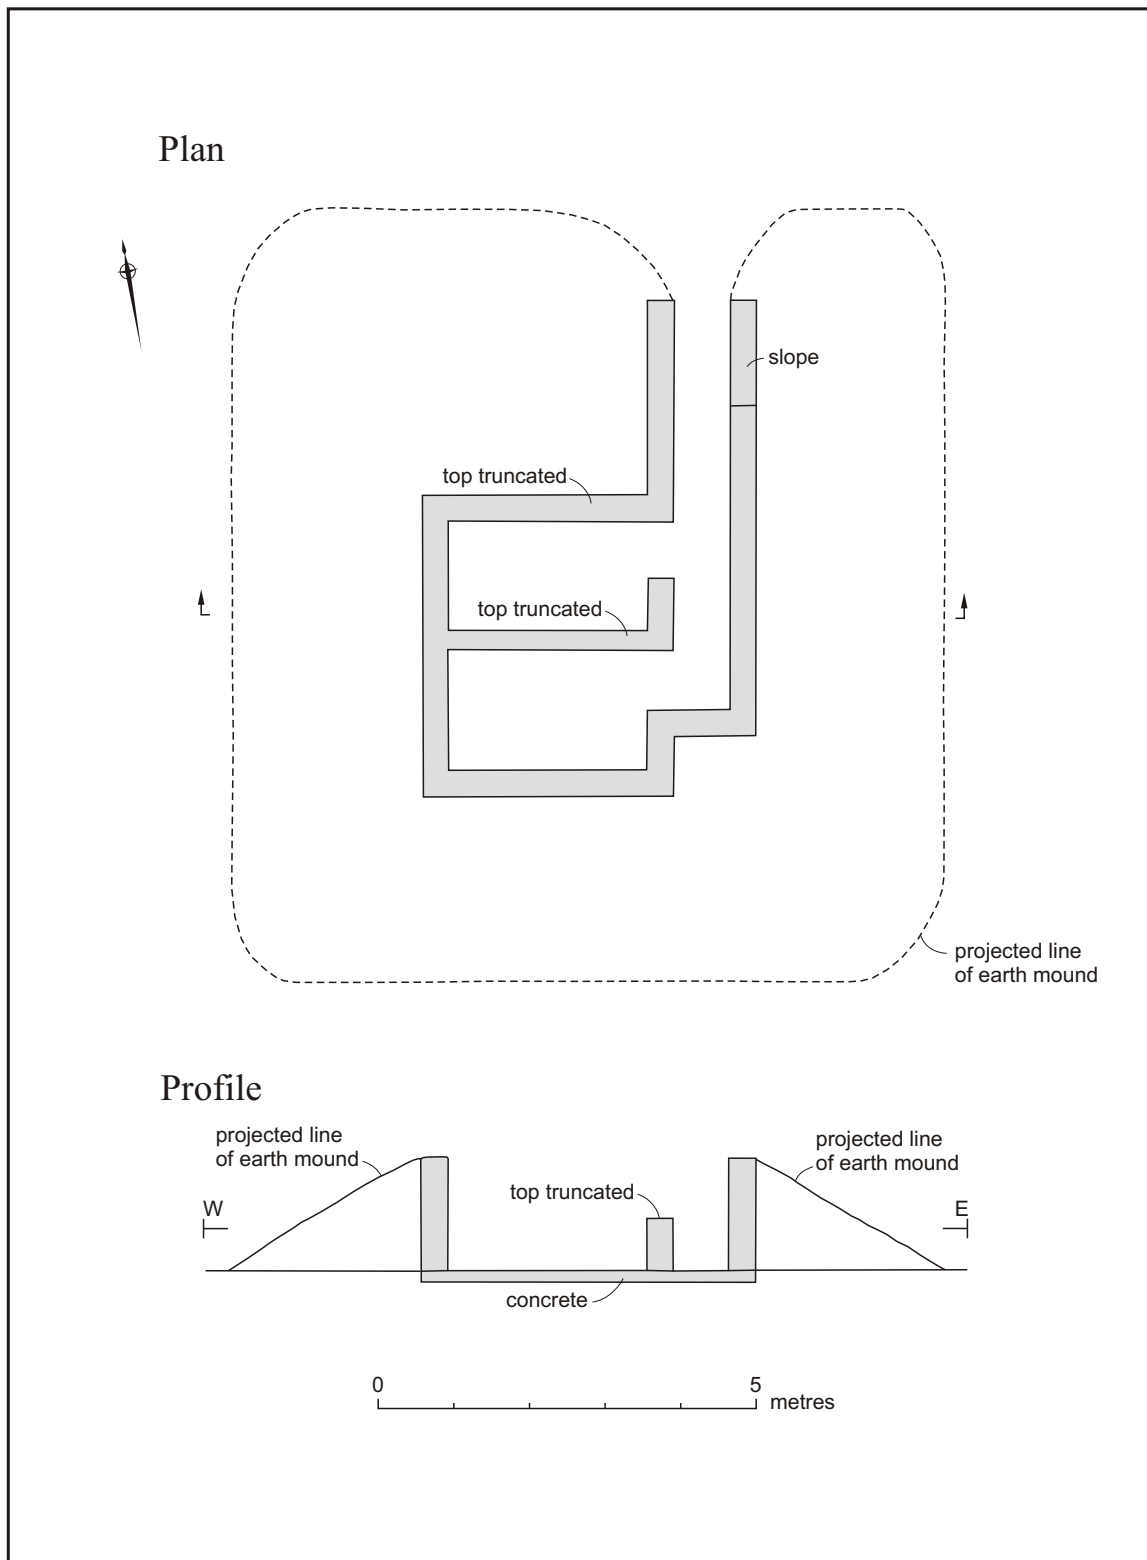 Plan
slope
top truncated
top truncated
projected line
of earth mound
Profile
projected line
of earth mound
projected line
of earth mound
top truncated
W
E
concrete
0
5
metres